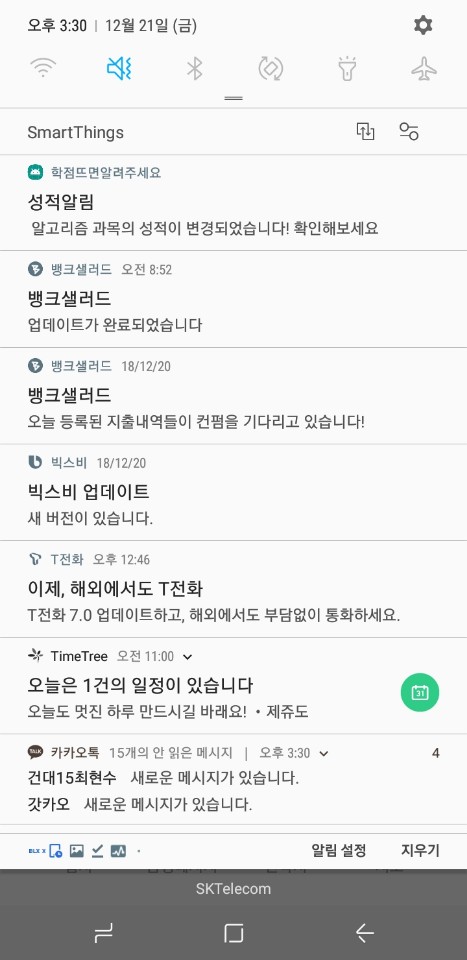 오후 3:30 | 12월 21일 (금)
SmartThings
학점뜨면알려주세요
성적알림
알고리즘 과목의 성적이 변경되었습니다! 확인해보세요
뱅크샐러드 오전 8:52
뱅크샐러드
업데이트가 완료되었습니다
뱅크샐러드 18/12/20
뱅크샐러드
오늘 등록된 지출내역들이 컨펌을 기다리고 있습니다!
빅스비 18/12/20
빅스비 업데이트
새 버전이 있습니다.
T전화 오후 12:46
이제, 해외에서도 T전화
T전화 7.0 업데이트하고, 해외에서도 부담없이 통화하세요.
TimeTree 오전 11:00
오늘은 1건의 일정이 있습니다
31
오늘도 멋진 하루 만드시길 바래요! • 제쥬도
TALK 카카오톡 15개의 안 읽은 메시지 | 오후 3:30 4
건대15최현수 새로운 메시지가 있습니다.
갓카오 새로운 메시지가 있습니다.
BLX X 알림 설정 지우기
SKTelecom